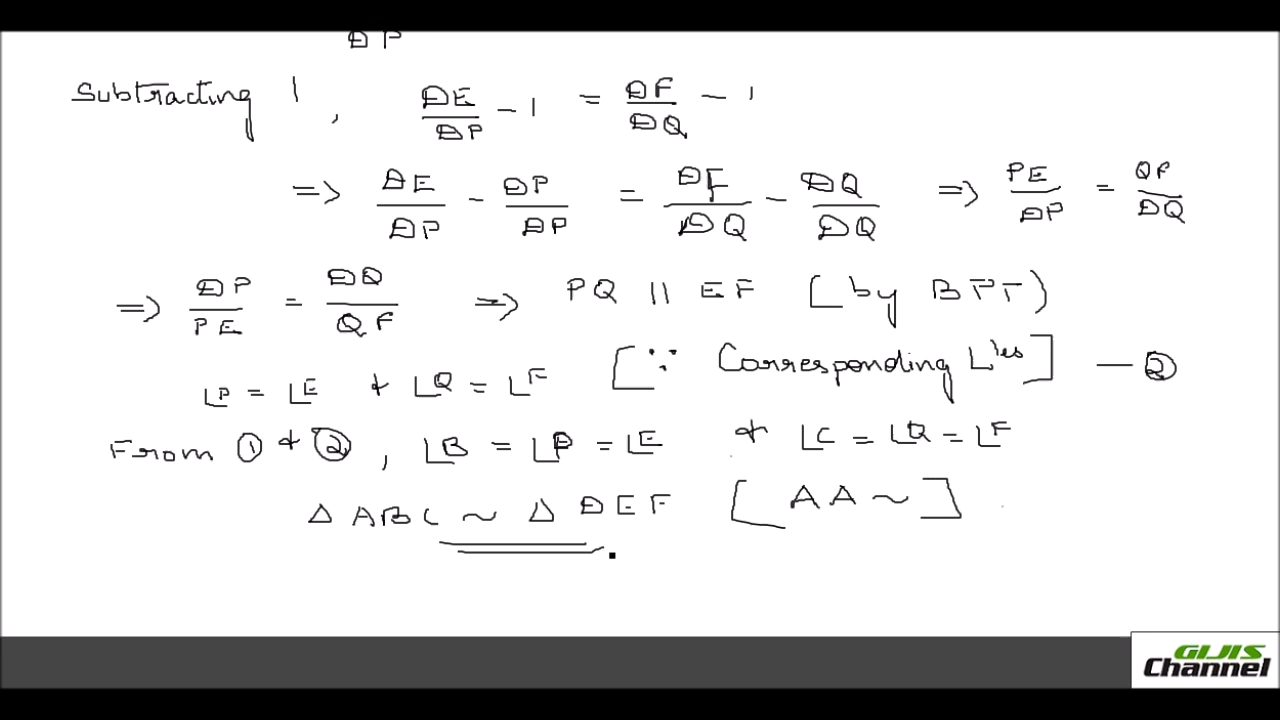 DP
Subtracting 1, DE/DP - 1 = DF/DQ - 1
=> DE/DP - DP/DP = DF/DQ - DQ/DQ => PE/DP = QF/DQ
=> DP/PE = DQ/QF => PQ || EF [by BPT)
∠P = ∠E & ∠Q = ∠F [∵ Corresponding ∠les] — ②
From ① & ②, ∠B = ∠P = ∠E & ∠C = ∠Q = ∠F
Δ ABC ~ Δ DEF [AA ~]
GIJIS
Channel